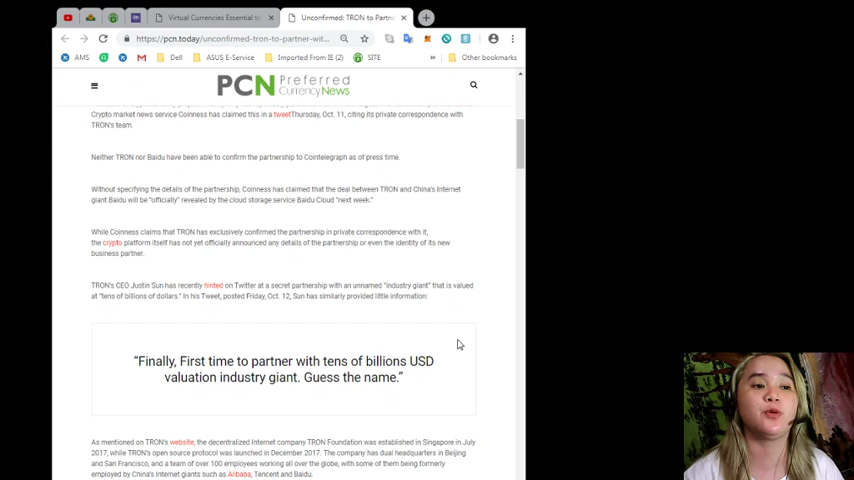 Virtual Currencies Essential to
Unconfirmed: TRON to Partn
https://pcn.today/unconfirmed-tron-to-partner-wit...
AMS
Dell
ASUS E-Service
Imported From IE (2)
SITE
»
Other bookmarks
PCN Preferred Currency News
Crypto market news service Coinness has claimed this in a tweetThursday, Oct. 11, citing its private correspondence with
TRON's team.
Neither TRON nor Baidu have been able to confirm the partnership to Cointelegraph as of press time.
Without specifying the details of the partnership, Coinness has claimed that the deal between TRON and China's Internet
giant Baidu will be "officially" revealed by the cloud storage service Baidu Cloud "next week."
While Coinness claims that TRON has exclusively confirmed the partnership in private correspondence with it,
the crypto platform itself has not yet officially announced any details of the partnership or even the identity of its new
business partner.
TRON's CEO Justin Sun has recently hinted on Twitter at a secret partnership with an unnamed "industry giant" that is valued
at "tens of billions of dollars." In his Tweet, posted Friday, Oct. 12, Sun has similarly provided little information:
"Finally, First time to partner with tens of billions USD
valuation industry giant. Guess the name."
As mentioned on TRON's website, the decentralized Internet company TRON Foundation was established in Singapore in July
2017, while TRON's open source protocol was launched in December 2017. The company has dual headquarters in Beijing
and San Francisco, and a team of over 100 employees working all over the globe, with some of them being formerly
employed by China's Internet giants such as Alibaba, Tencent and Baidu.